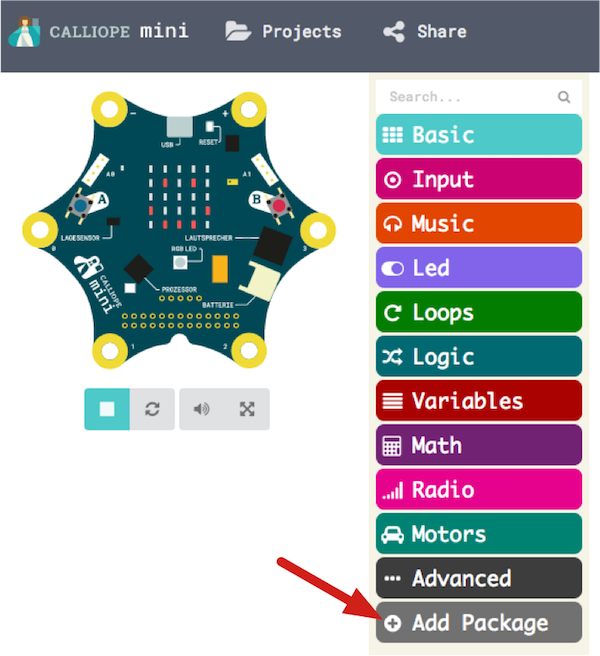 CALLIOPE mini Projects Share
Search...
Basic
Input
Music
Led
Loops
Logic
Variables
Math
Radio
Motors
Advanced
Add Package
− +
USB RESET
A0 A1
A B
LAGESENSOR LAUTSPRECHER
0 3
RGB LED
CALLIOPE
mini
PROZESSOR
BATTERIE
1 2